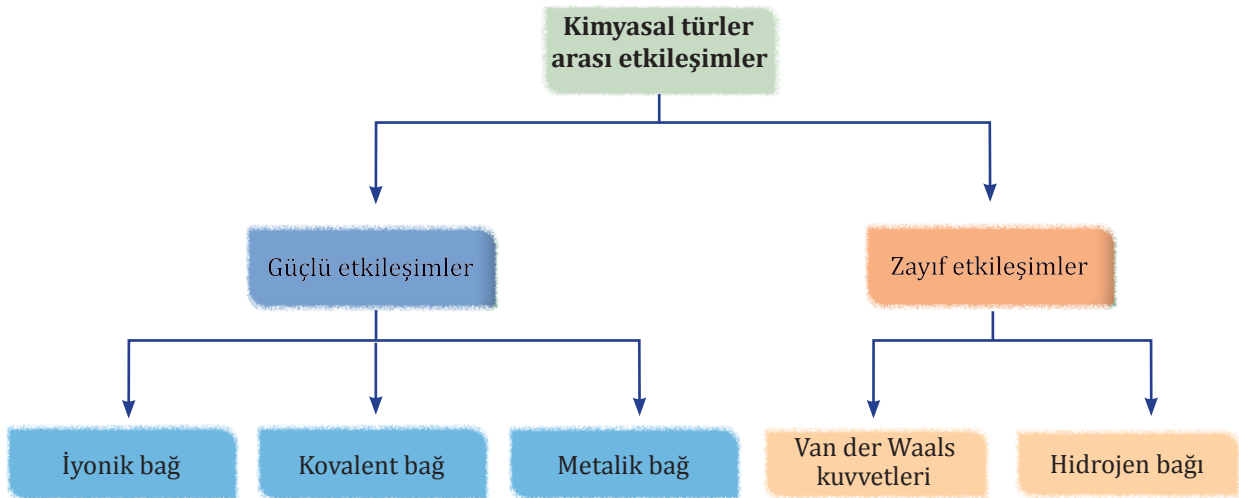 Kimyasal türler
arası etkileşimler
Güçlü etkileşimler
Zayıf etkileşimler
İyonik bağ
Kovalent bağ
Metalik bağ
Van der Waals
kuvvetleri
Hidrojen bağı